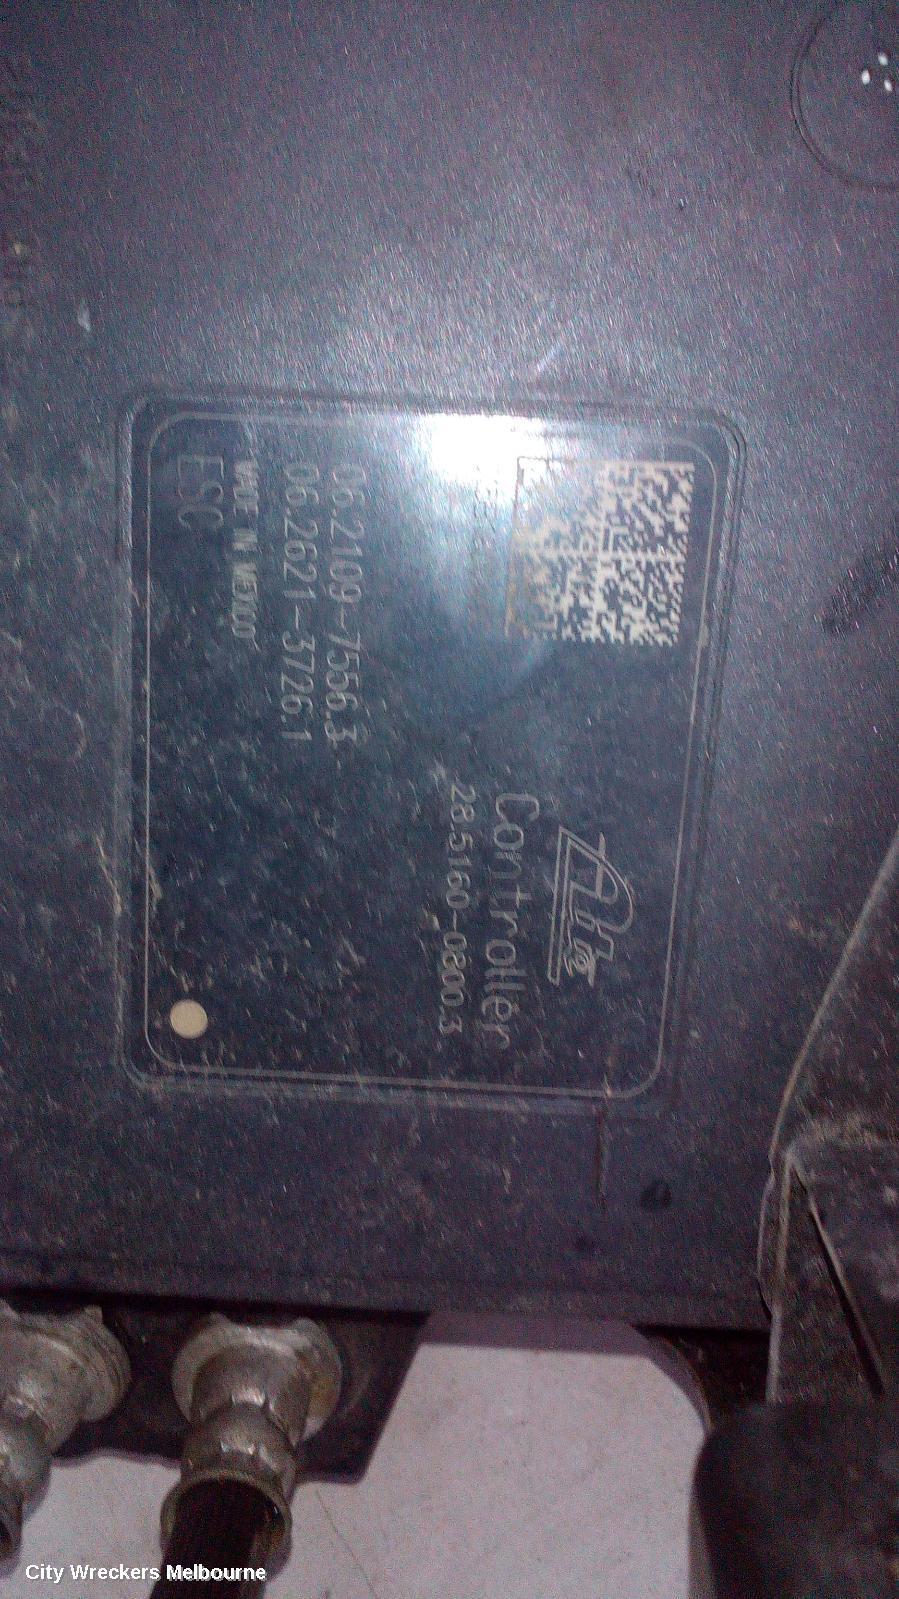 Ate
Controller
28.5160-0800.3
06.2109-7556.3
06.2621-3726.1
MADE IN MEXICO
ESC
City Wreckers Melbourne